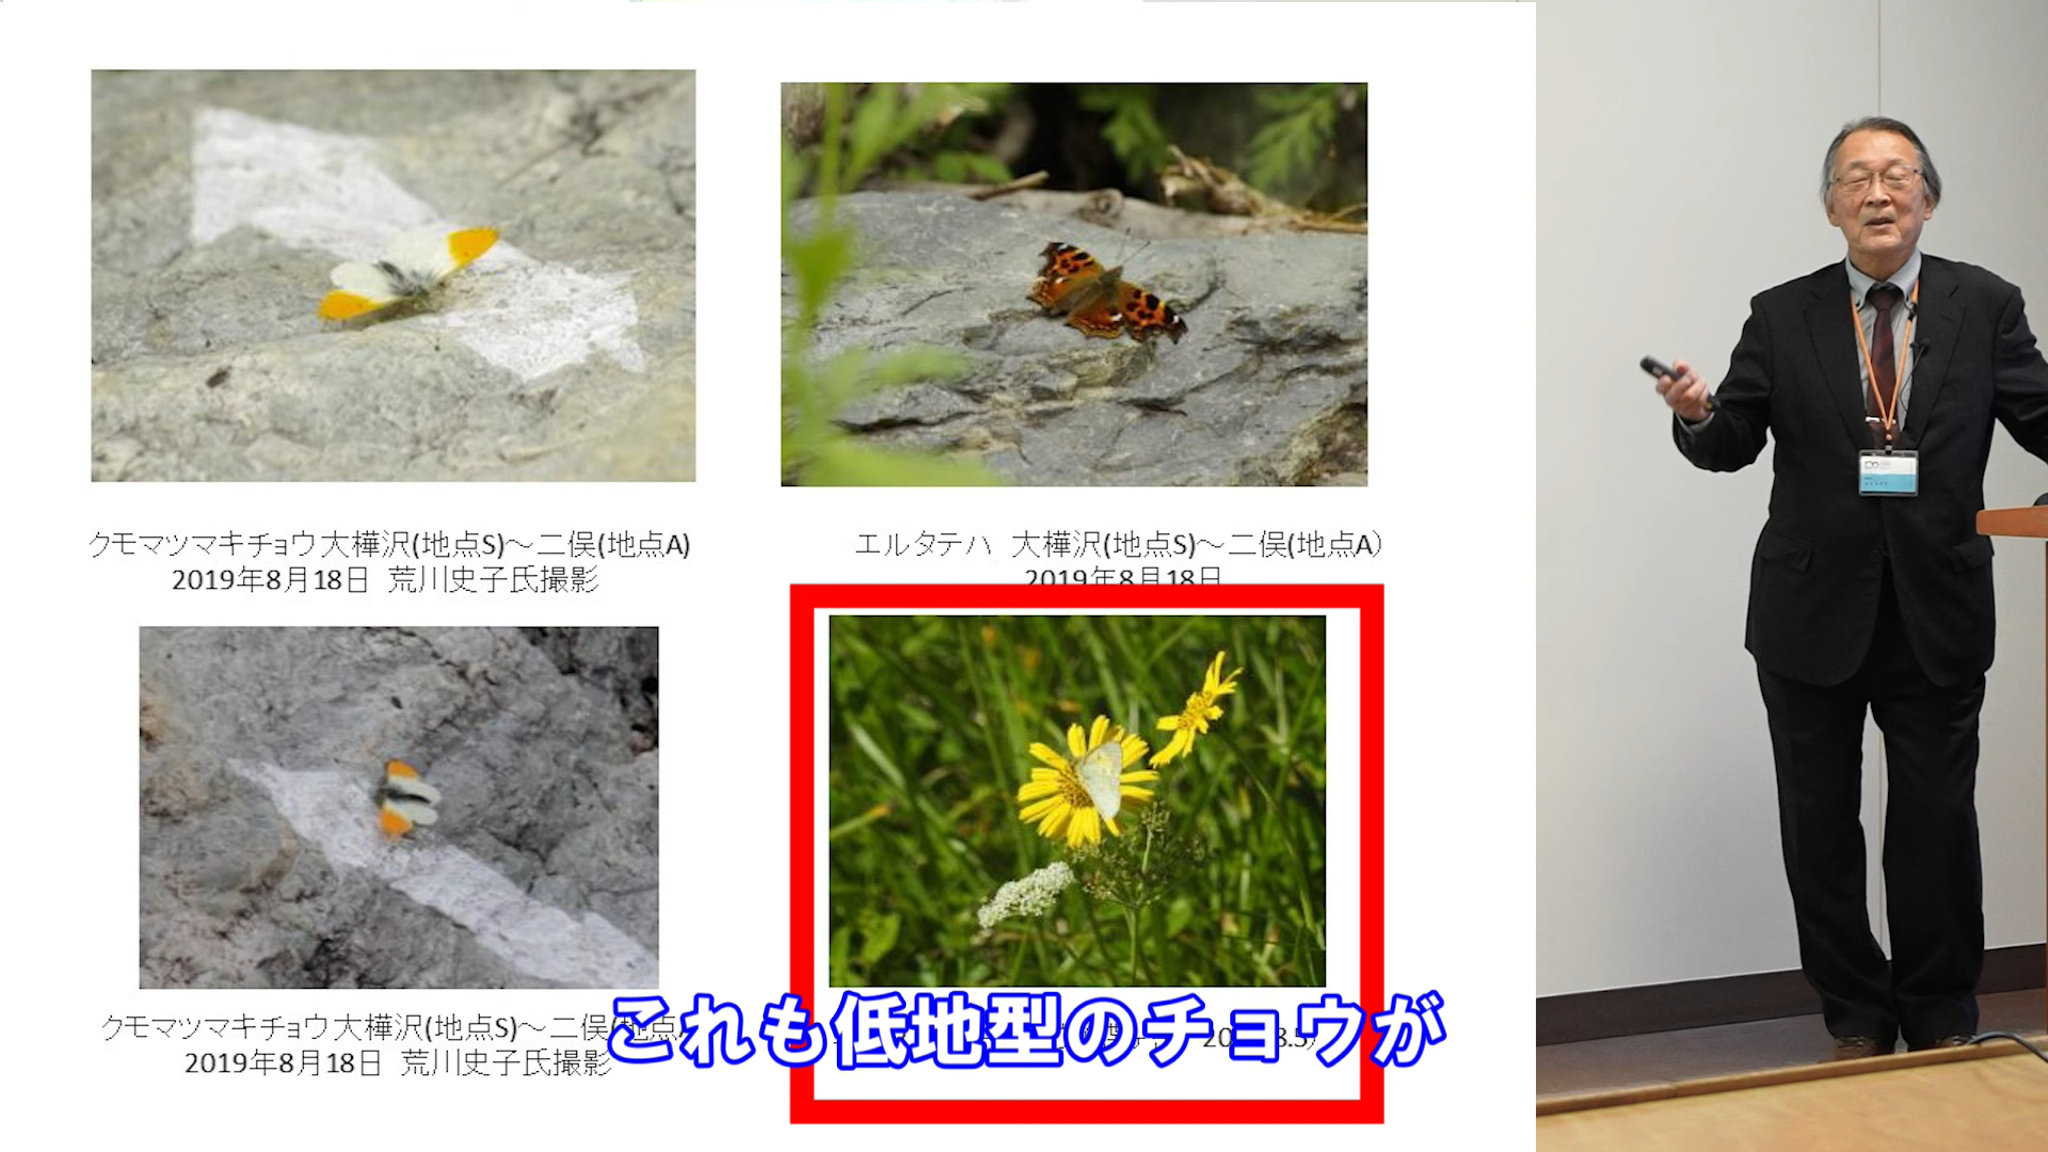 クモマツマキチョウ大樺沢(地点S)～二俣(地点A)
2019年8月18日 荒川史子氏撮影
エルタテハ 大樺沢(地点S)～二俣(地点A)
2019年8月18日
クモマツマキチョウ大樺沢(地点S)～二俣(地点
2019年8月18日 荒川史子氏撮影
これも低地型のチョウが